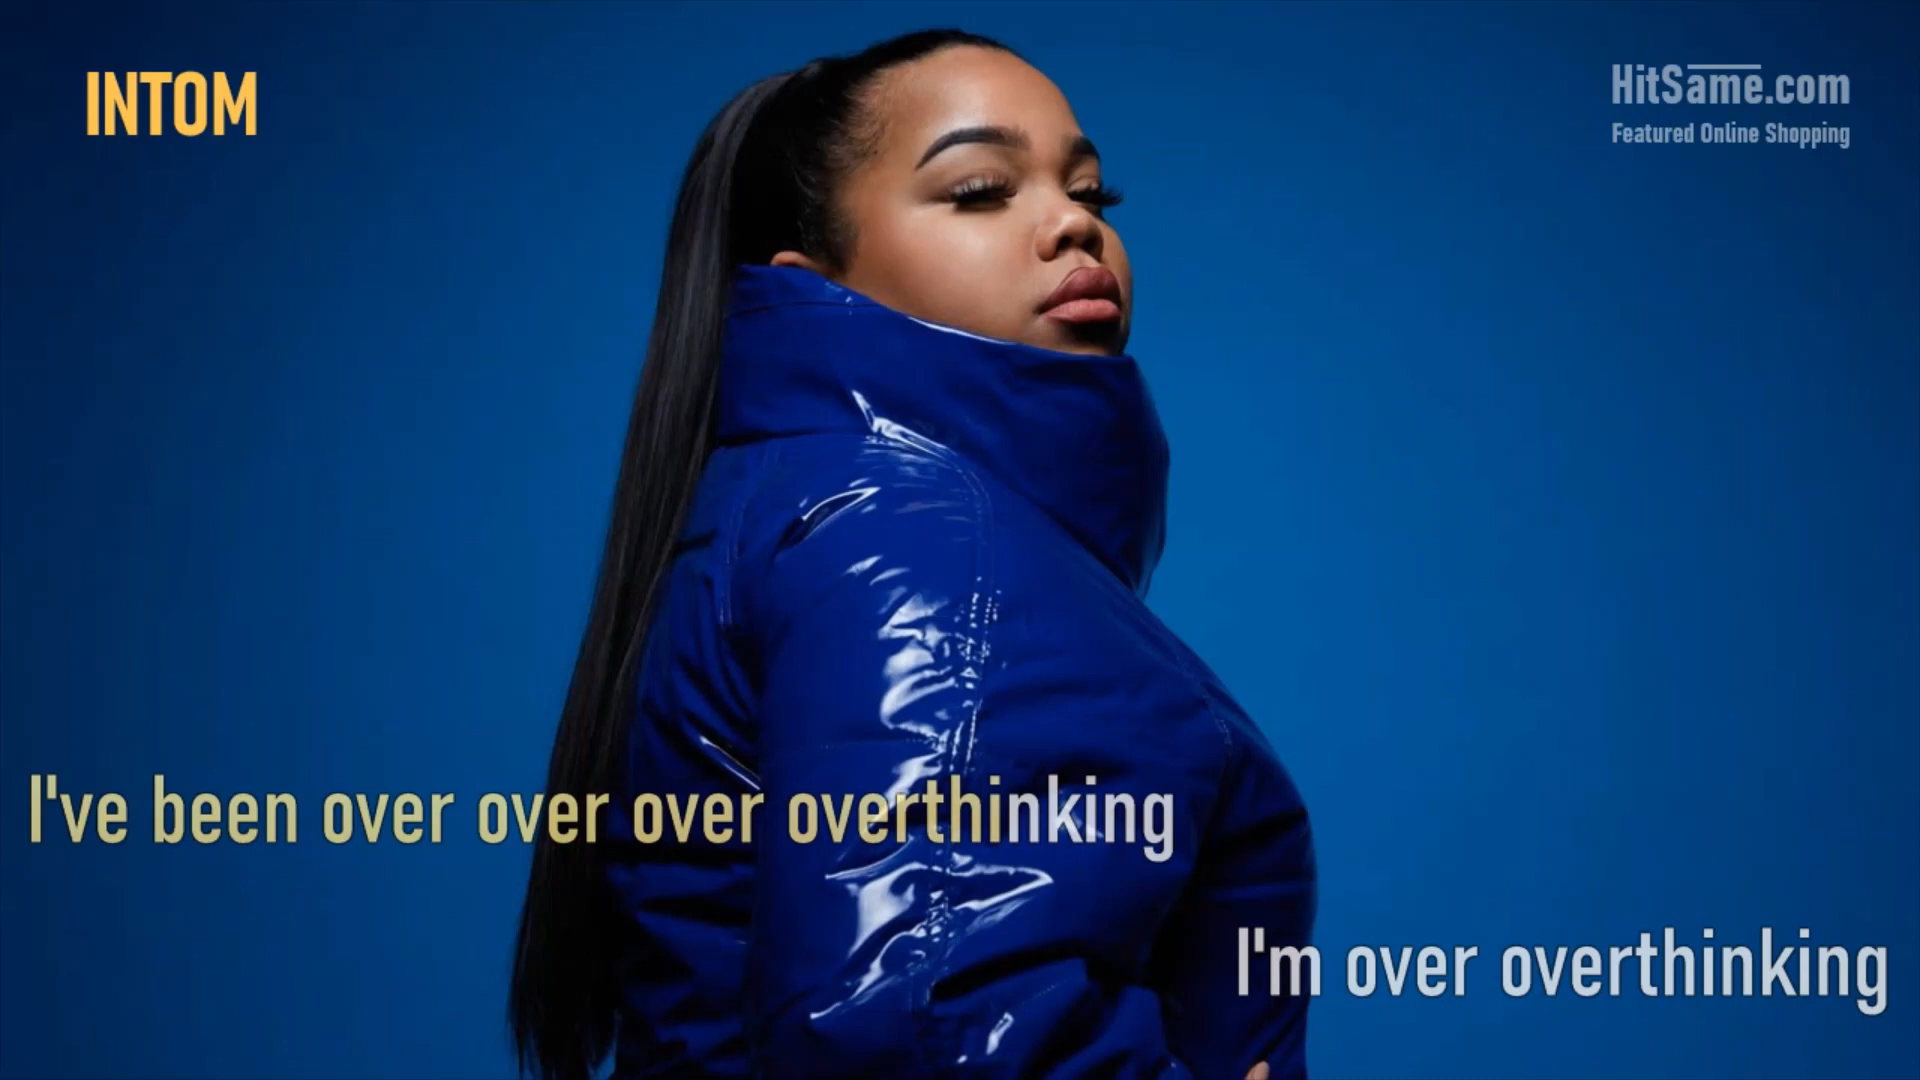 INTOM
HitSame.com
Featured Online Shopping
I've been over over over overthinking
I'm over overthinking